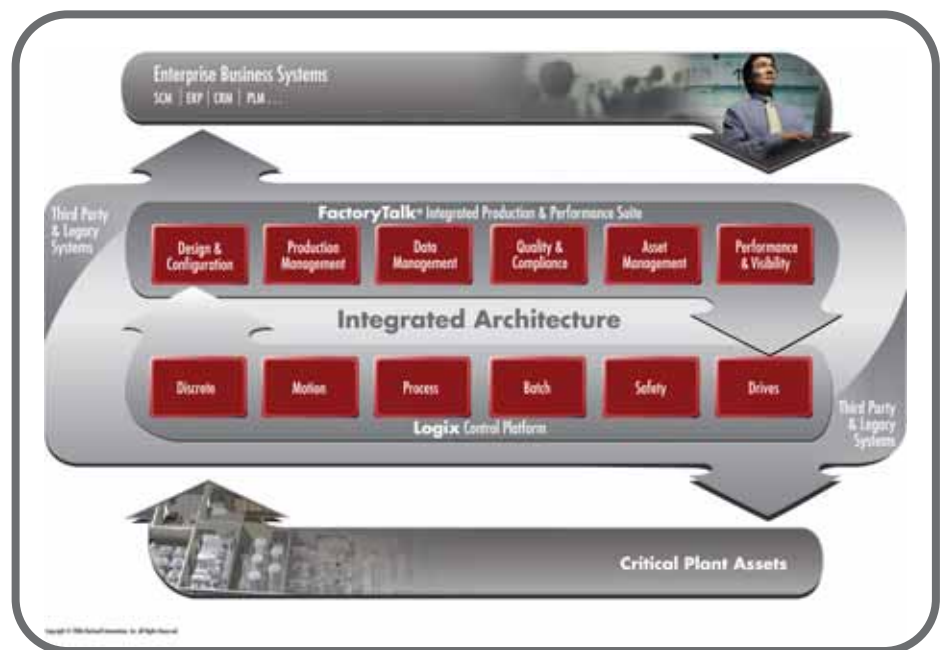 Enterprise Business Systems
SCM | ERP | CRM | PLM . . .
Third Party
& Legacy
Systems
FactoryTalk® Integrated Production & Performance Suite
Design &
Configuration
Production
Management
Data
Management
Quality &
Compliance
Asset
Management
Performance
& Visibility
Integrated Architecture
Discrete
Motion
Process
Batch
Safety
Drives
Logix Control Platform
Third Party
& Legacy
Systems
Critical Plant Assets